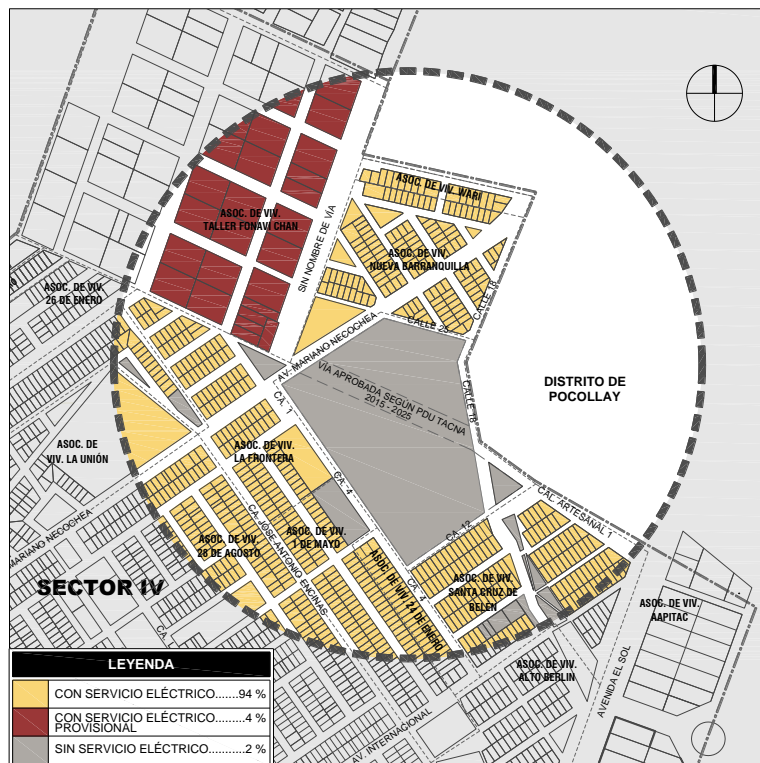 ASOC. DE VIV. WARI
ASOC. DE VIV.
TALLER FONAVI CHAN
SIN NOMBRE DE VÍA
ASOC. DE VIV.
NUEVA BARRANQUILLA
CALLE 18
CALLE 25
ASOC. DE VIV.
26 DE ENERO
AV. MARIANO NECOCHEA
VÍA APROBADA SEGÚN PDU TACNA
2015 - 2025
CALLE 18
DISTRITO DE
POCOLLAY
CA. 1
ASOC. DE
VIV. LA UNIÓN
ASOC. DE VIV.
LA FRONTERA
CA. 4
CAL. ARTESANAL 1
MARIANO NECOCHEA
CA. JOSE ANTONIO ENCINAS
ASOC. DE VIV.
1 DE MAYO
CA. 12
ASOC. DE VIV.
28 DE AGOSTO
ASOC. DE VIV 24 DE ENERO
CA. 4
ASOC. DE VIV.
SANTA CRUZ DE
BELEN
SECTOR IV
CA.
ASOC. DE VIV.
AAPITAC
ASOC. DE VIV.
ALTO BERLIN
AVENIDA EL SOL
AV. INTERNACIONAL
LEYENDA
CON SERVICIO ELÉCTRICO........94 %
CON SERVICIO ELÉCTRICO.........4 %
PROVISIONAL
SIN SERVICIO ELÉCTRICO..........2 %